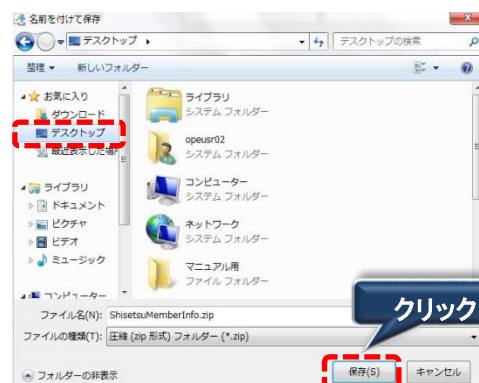 名前を付けて保存
デスクトップ
デスクトップの検索
整理
新しいフォルダー
お気に入り
ダウンロード
デスクトップ
最近表示した場所
ライブラリ
ドキュメント
ピクチャ
ビデオ
ミュージック
コンピューター
ライブラリ
システム フォルダー
opeusr02
システム フォルダー
コンピューター
システム フォルダー
ネットワーク
システム フォルダー
マニュアル用
ファイル フォルダー
クリック
ファイル名(N): ShisetsuMemberInfo.zip
ファイルの種類(T): 圧縮 (zip 形式) フォルダー (*.zip)
フォルダーの非表示
保存(S)
キャンセル